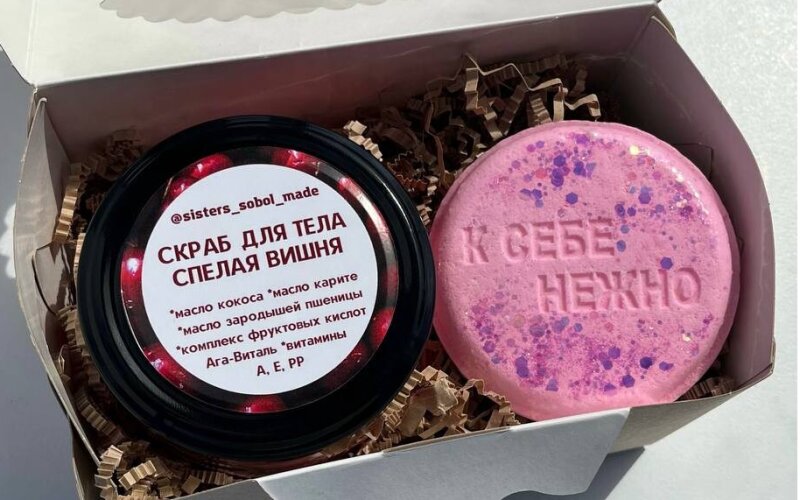 @sisters_sobol_made
СКРАБ ДЛЯ ТЕЛА
СПЕЛАЯ ВИШНЯ
*масло кокоса *масло карите
*масло зародышей пшеницы
*комплекс фруктовых кислот
Ага-Виталь *витамины
А, Е, РР
К СЕБЕ
НЕЖНО